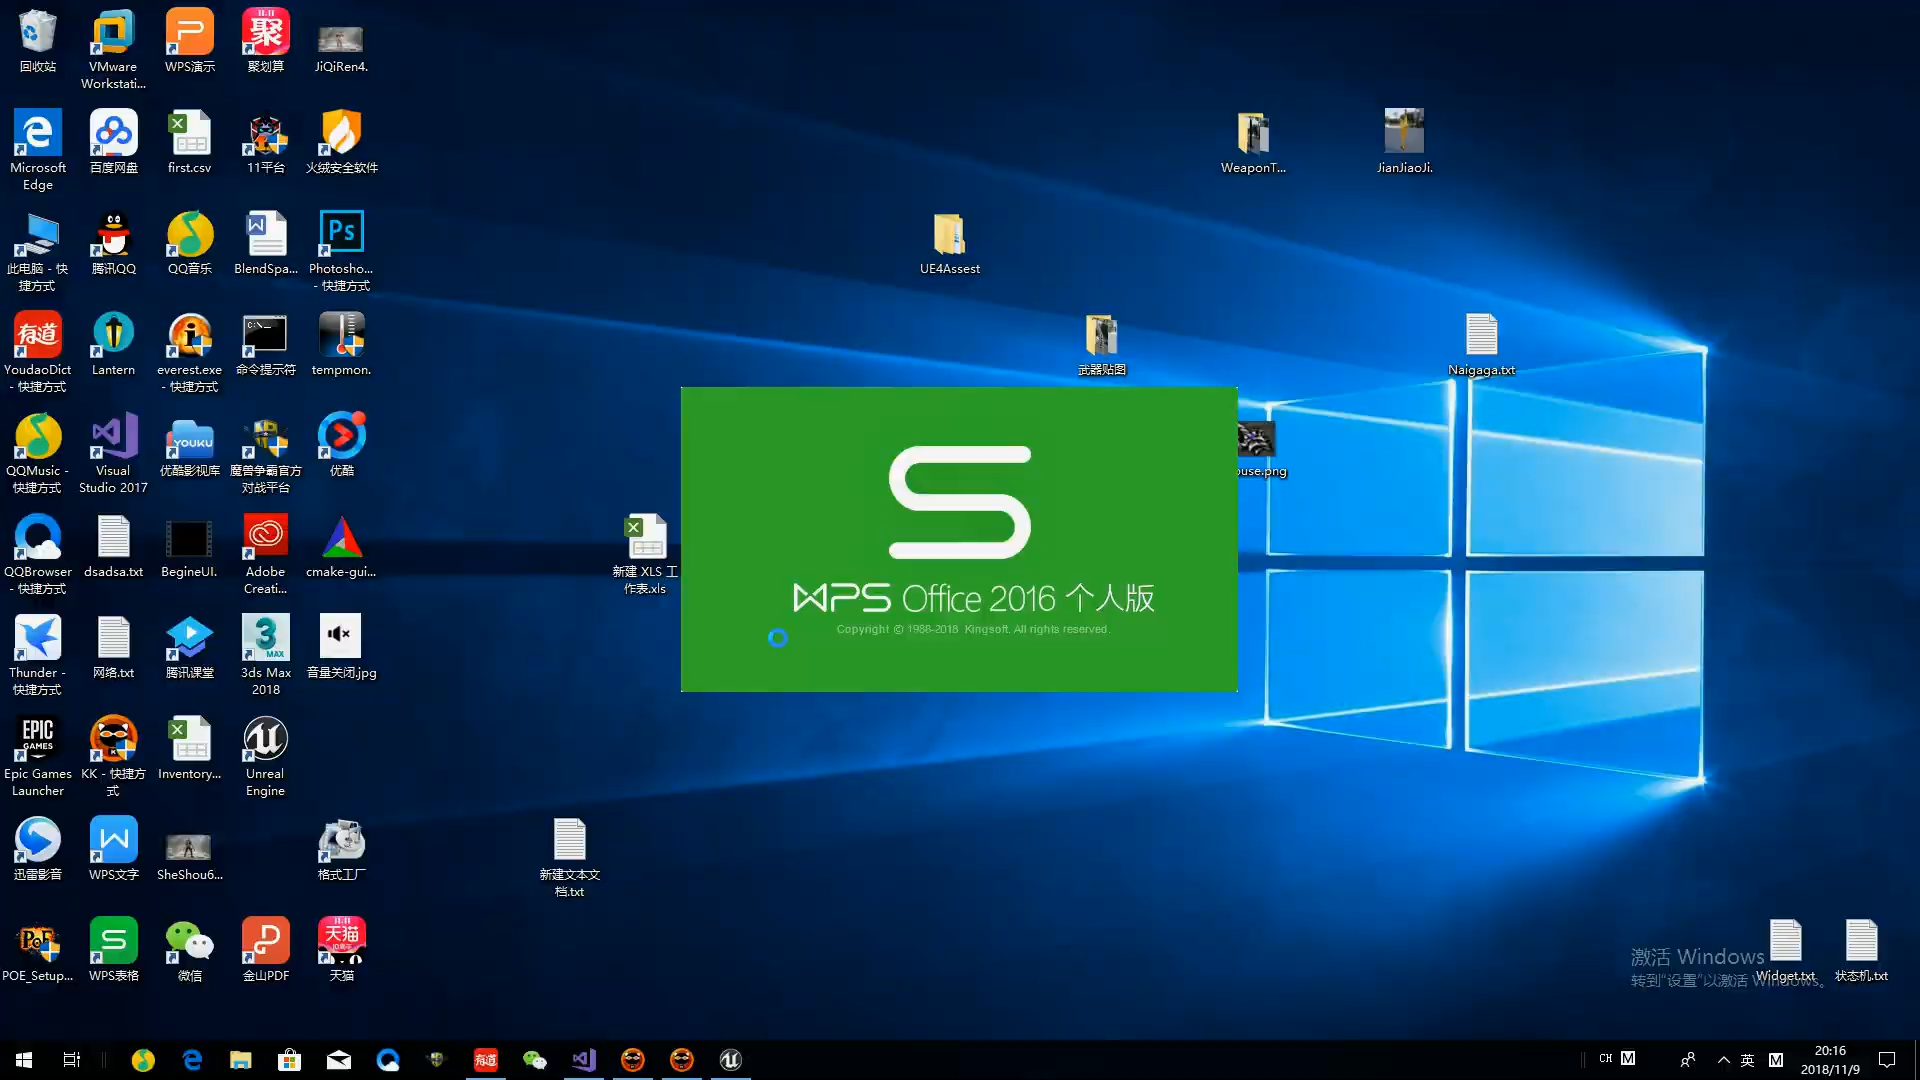 回收站
VMware
Workstati...
WPS演示
聚划算
JiQiRen4.
Microsoft
Edge
百度网盘
first.csv
11平台
火绒安全软件
WeaponT...
JianJiaoJi.
此电脑 - 快
捷方式
腾讯QQ
QQ音乐
BlendSpa...
Photosho...
- 快捷方式
UE4Assest
YoudaoDict
- 快捷方式
Lantern
everest.exe
- 快捷方式
命令提示符
tempmon.
武器贴图
Naigaga.txt
QQMusic -
快捷方式
Visual
Studio 2017
优酷影视库
魔兽争霸官方
对战平台
优酷
ouse.png
QQBrowser
- 快捷方式
dsadsa.txt
BegineUI.
Adobe
Creati...
cmake-gui...
新建 XLS 工
作表.xls
WPS Office 2016 个人版
Copyright © 1988-2018 Kingsoft. All rights reserved.
Thunder -
快捷方式
网络.txt
腾讯课堂
3ds Max
2018
音量关闭.jpg
Epic Games
Launcher
KK - 快捷方
式
Inventory...
Unreal
Engine
迅雷影音
WPS文字
SheShou6...
格式工厂
新建文本文
档.txt
POE_Setup...
WPS表格
微信
金山PDF
天猫
激活 Windows
转到"设置"以激活 Windows。
Widget.txt
状态机.txt
CH
M
英
M
20:16
2018/11/9